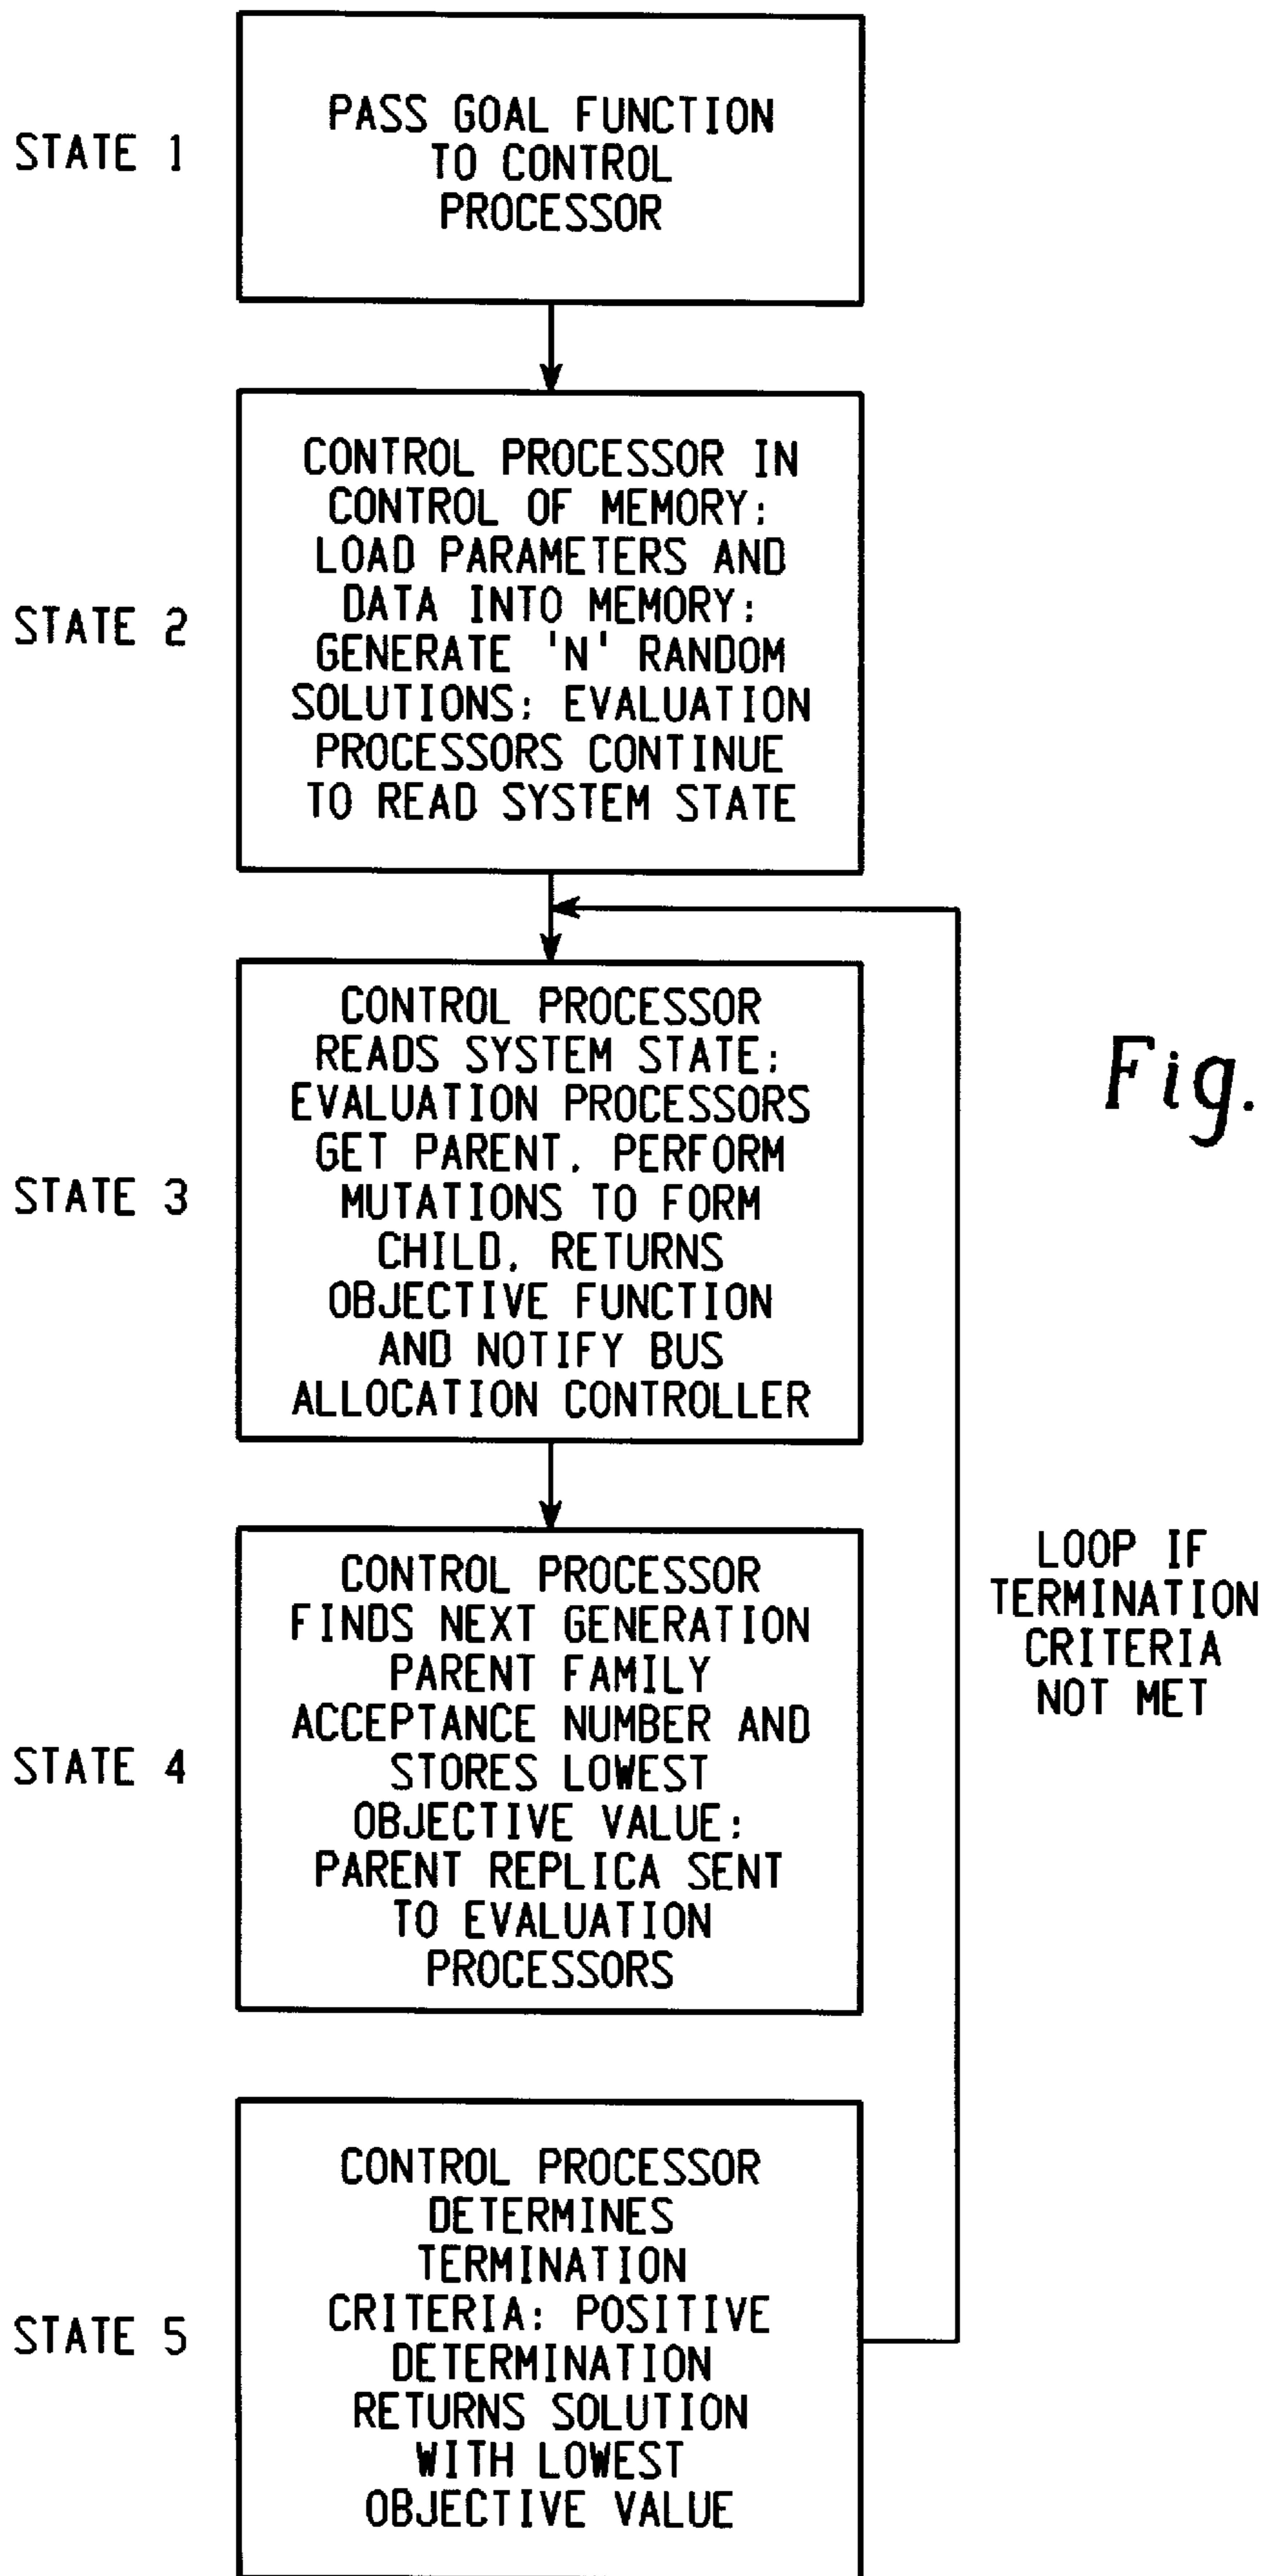 STATE 1
PASS GOAL FUNCTION
TO CONTROL
PROCESSOR
STATE 2
CONTROL PROCESSOR IN
CONTROL OF MEMORY:
LOAD PARAMETERS AND
DATA INTO MEMORY:
GENERATE 'N' RANDOM
SOLUTIONS: EVALUATION
PROCESSORS CONTINUE
TO READ SYSTEM STATE
STATE 3
CONTROL PROCESSOR
READS SYSTEM STATE:
EVALUATION PROCESSORS
GET PARENT. PERFORM
MUTATIONS TO FORM
CHILD. RETURNS
OBJECTIVE FUNCTION
AND NOTIFY BUS
ALLOCATION CONTROLLER
Fig.
STATE 4
CONTROL PROCESSOR
FINDS NEXT GENERATION
PARENT FAMILY
ACCEPTANCE NUMBER AND
STORES LOWEST
OBJECTIVE VALUE:
PARENT REPLICA SENT
TO EVALUATION
PROCESSORS
LOOP IF
TERMINATION
CRITERIA
NOT MET
STATE 5
CONTROL PROCESSOR
DETERMINES
TERMINATION
CRITERIA: POSITIVE
DETERMINATION
RETURNS SOLUTION
WITH LOWEST
OBJECTIVE VALUE